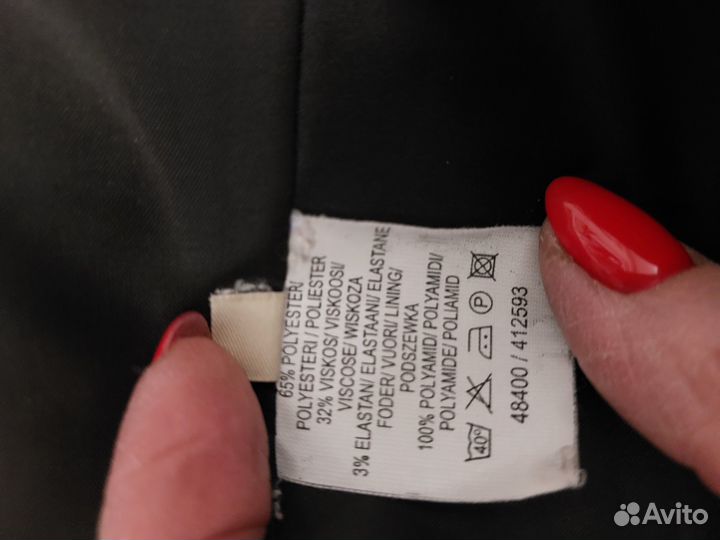 65% POLYESTER/
POLYESTERI / POLIESTER
32% VISKOS/ VISKOOSI/
VISCOSE/ WISKOZA
3% ELASTAN/ ELASTAANI/ ELASTANE
FODER/ VUORI/ LINING/
PODSZEWKA
100% POLYAMID/ POLYAMIDI/
POLYAMIDE/ POLIAMID
40° P
48400 / 412593
Avito